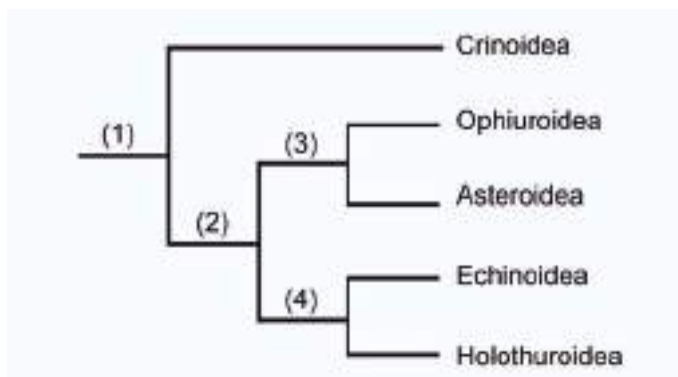 Crinoidea
(1)
Ophiuroidea
(3)
Asteroidea
(2)
Echinoidea
(4)
Holothuroidea